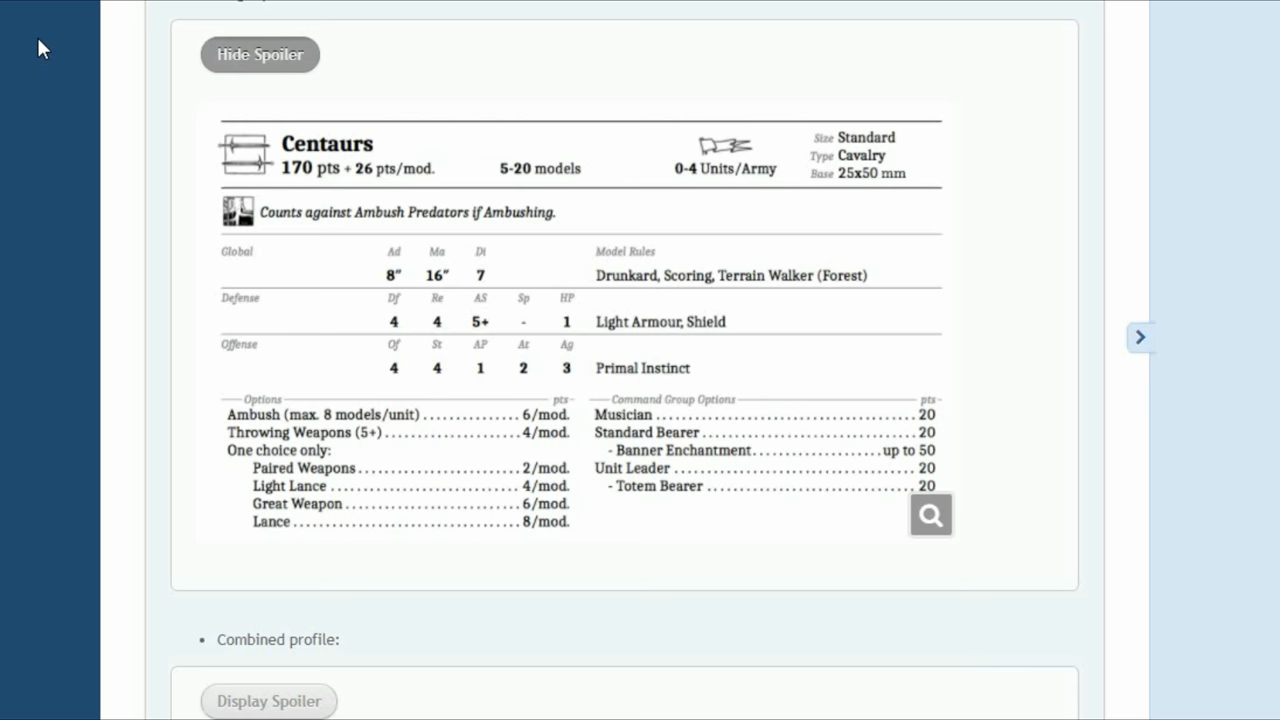 Hide Spoiler
Centaurs
170 pts + 26 pts/mod.
5-20 models
0-4 Units/Army
Size Standard
Type Cavalry
Base 25x50 mm
Counts against Ambush Predators if Ambushing.
Global Ad Ma Di Model Rules
8″ 16″ 7 Drunkard, Scoring, Terrain Walker (Forest)
Defense Df Re AS Sp HP
4 4 5+ - 1 Light Armour, Shield
Offense Of St AP At Ag
4 4 1 2 3 Primal Instinct
Options pts
Ambush (max. 8 models/unit) .............. 6/mod.
Throwing Weapons (5+) .................... 4/mod.
One choice only:
Paired Weapons ....................... 2/mod.
Light Lance ........................... 4/mod.
Great Weapon ......................... 6/mod.
Lance ................................. 8/mod.
Command Group Options pts
Musician ..................................... 20
Standard Bearer .............................. 20
- Banner Enchantment .................. up to 50
Unit Leader .................................. 20
- Totem Bearer ............................. 20
• Combined profile:
Display Spoiler